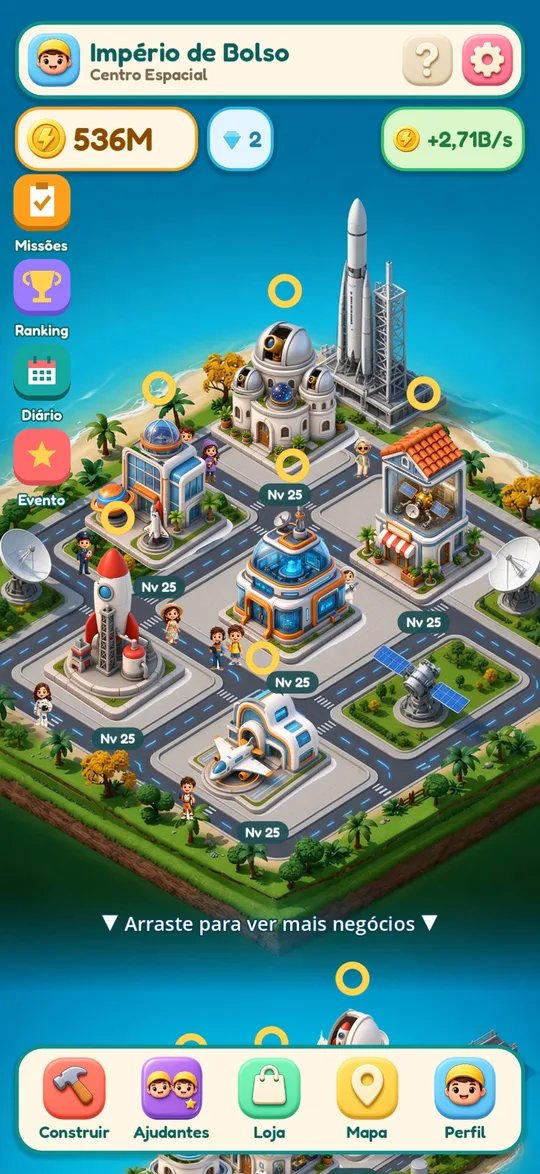 Império de Bolso
Centro Espacial
?
536M
2
+2,71B/s
Missões
Ranking
Diário
Evento
Nv 25
Nv 25
Nv 25
Nv 25
Nv 25
Nv 25
▼ Arraste para ver mais negócios ▼
Construir
Ajudantes
Loja
Mapa
Perfil